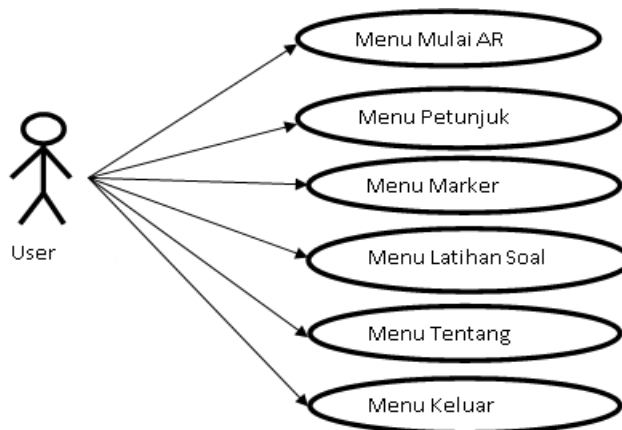 Menu Mulai AR
Menu Petunjuk
Menu Marker
User
Menu Latihan Soal
Menu Tentang
Menu Keluar